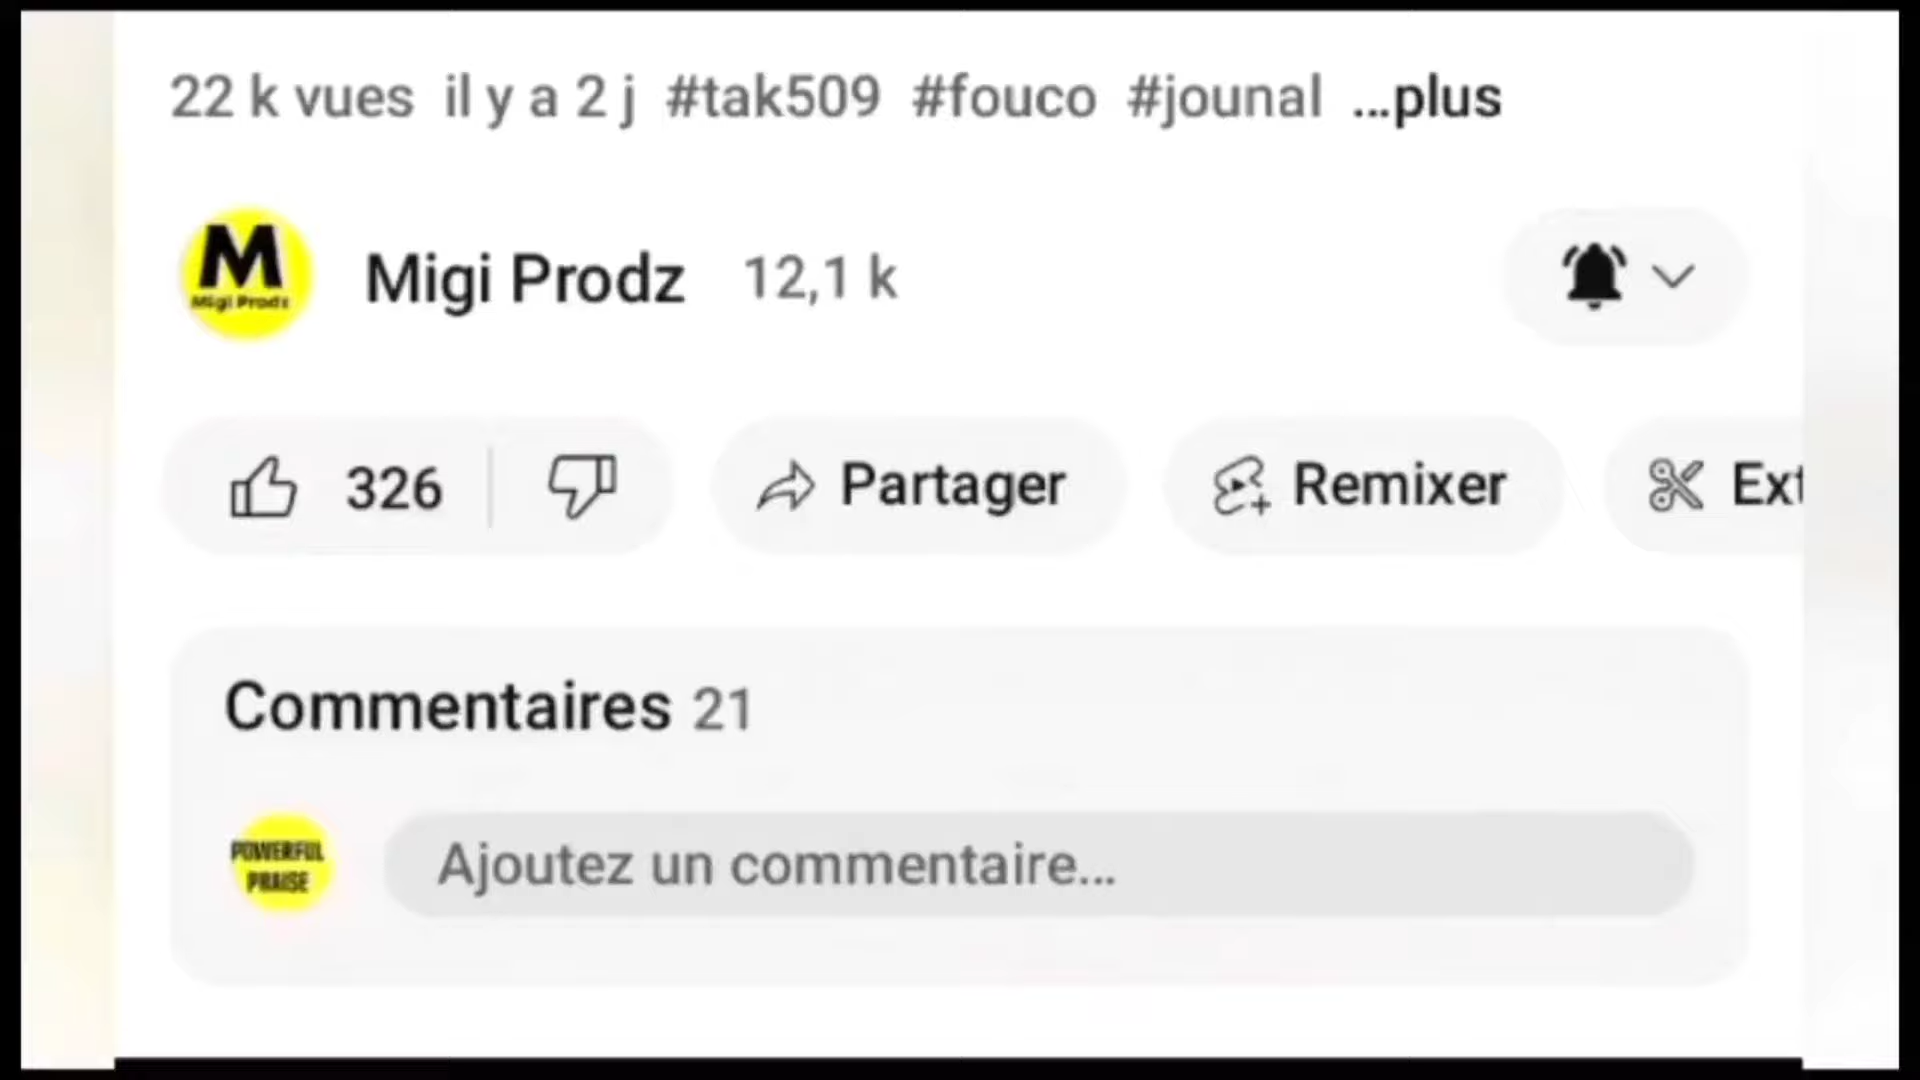 22 k vues il y a 2 j #tak509 #fouco #jounal ...plus
M
Migi Prodz
Migi Prodz 12,1 k
326
Partager
Remixer
Ext
Commentaires 21
POWERFUL
PRAISE
Ajoutez un commentaire...